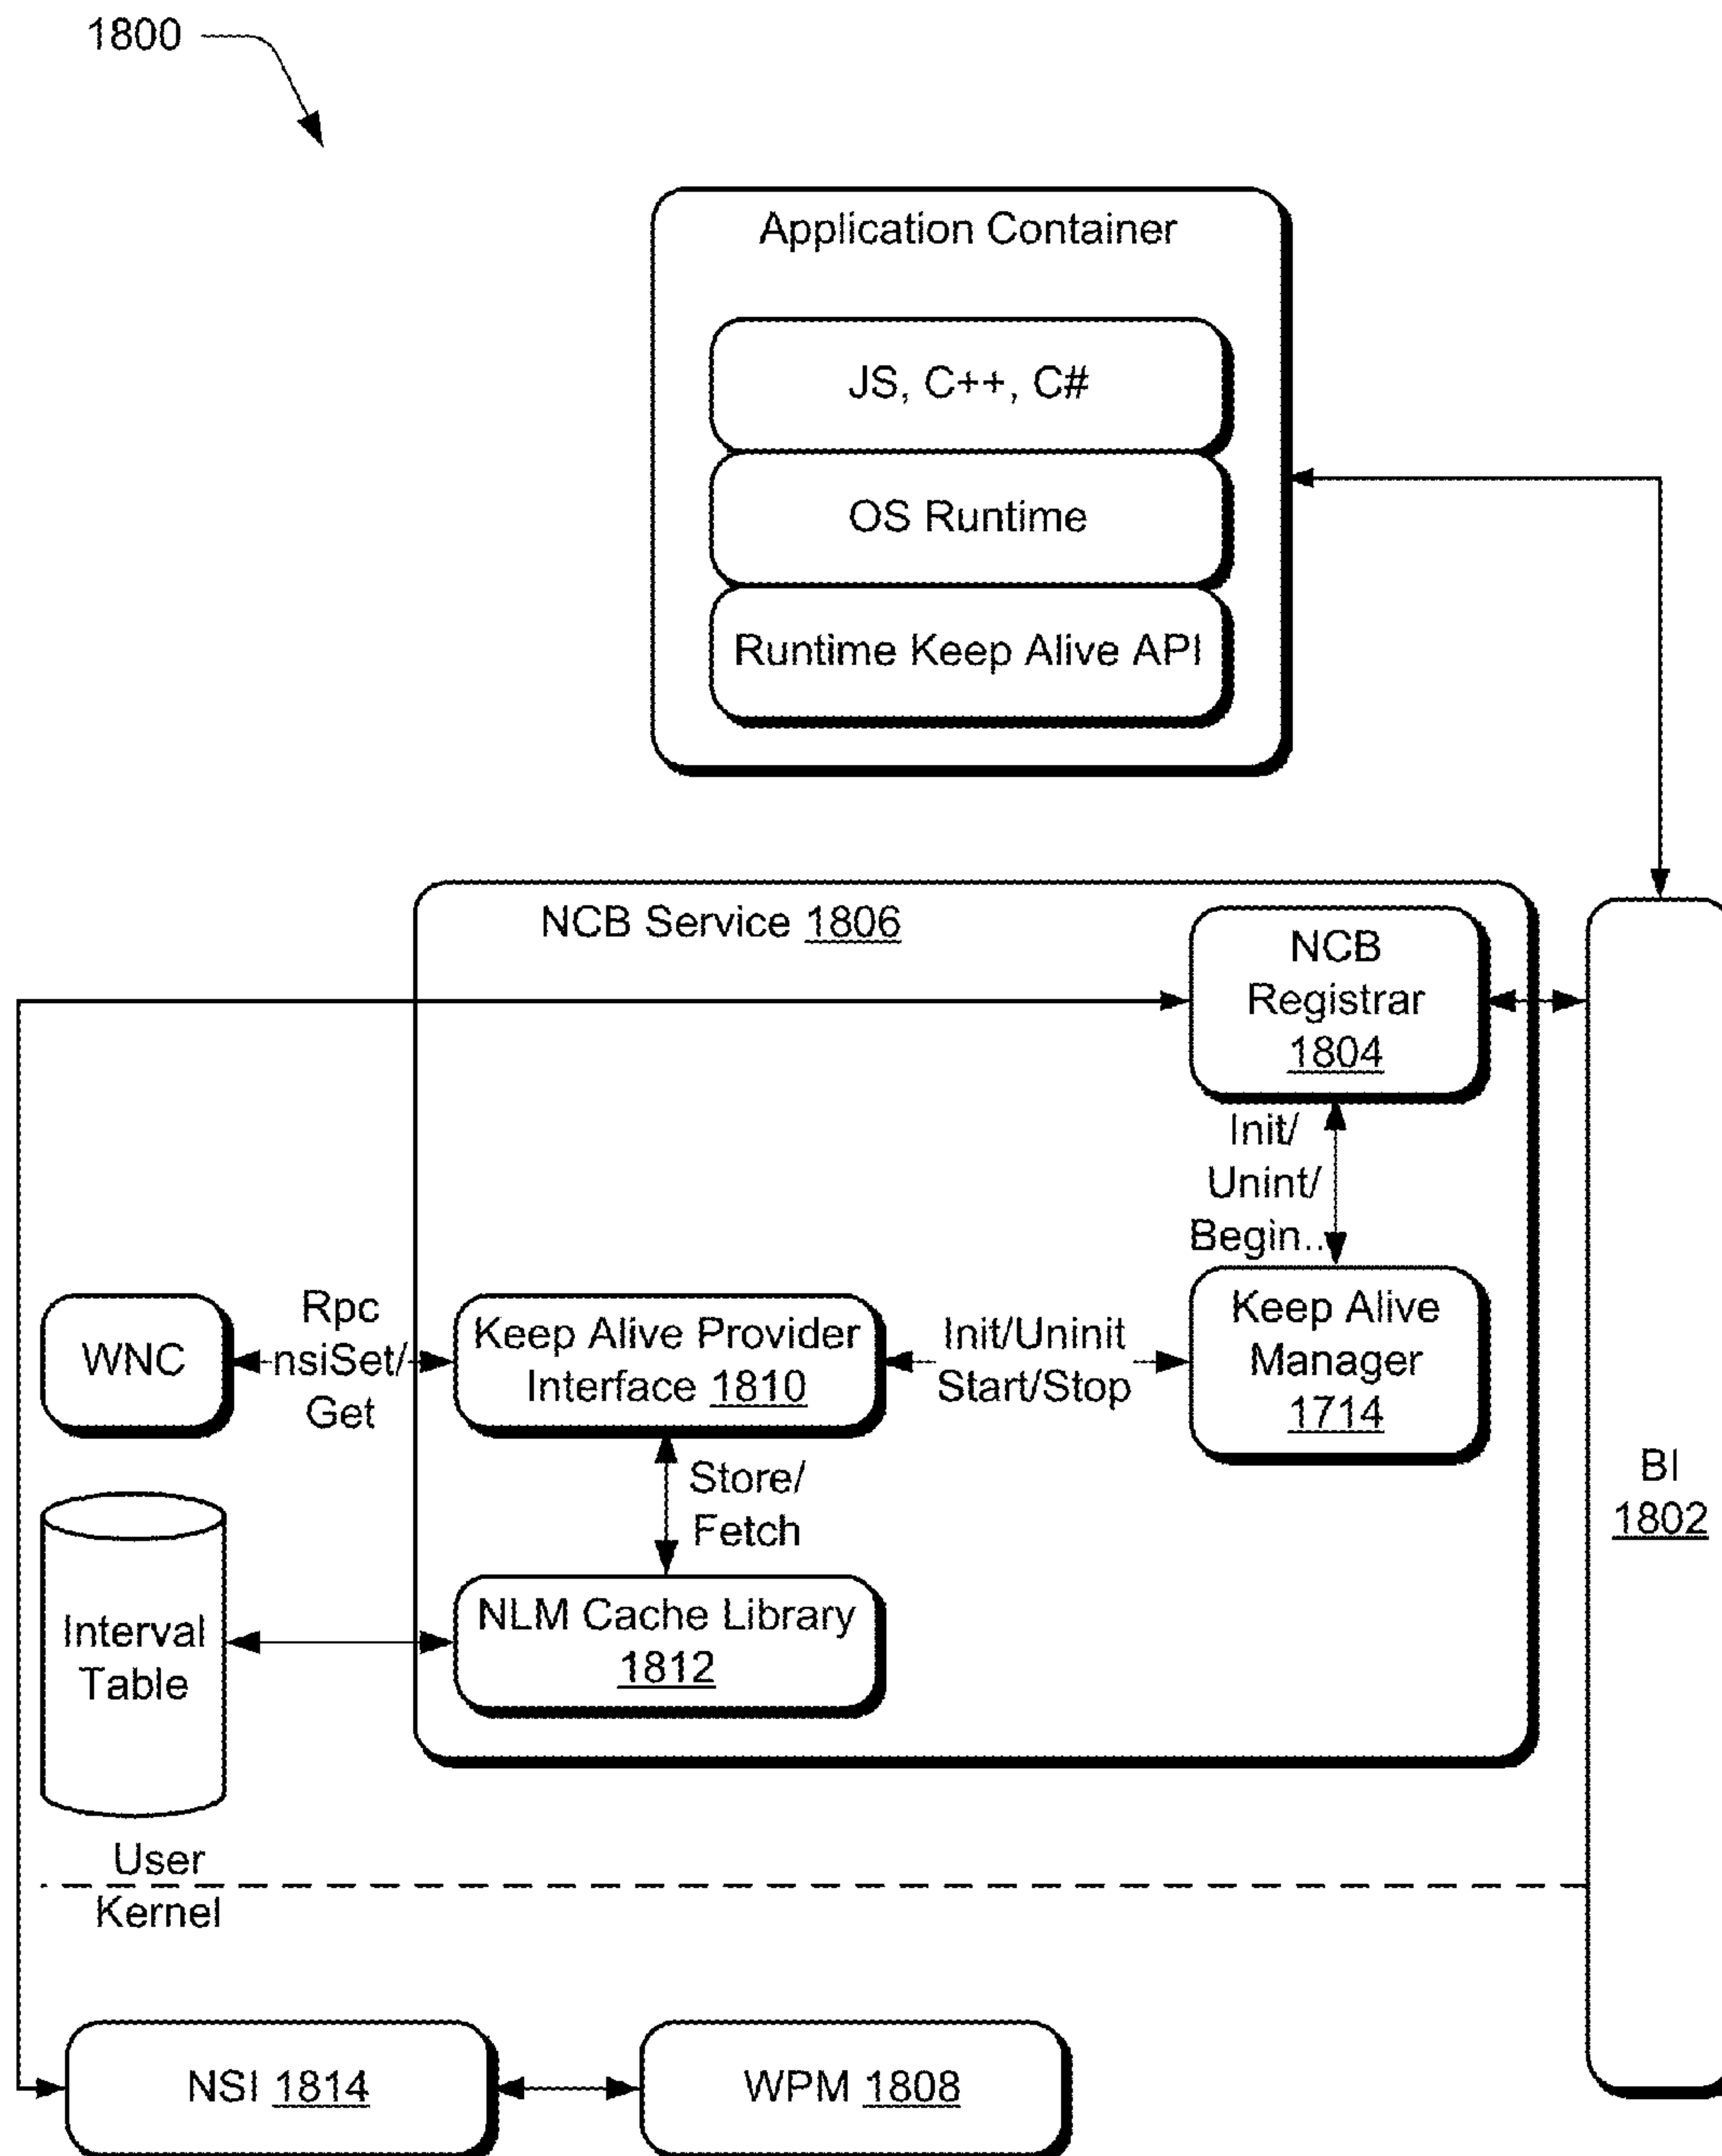 1800
Application Container
JS, C++, C#
OS Runtime
Runtime Keep Alive API
NCB Service 1806
NCB
Registrar
1804
Init/
Unint/
Begin..
WNC
Rpc
nsiSet/
Get
Keep Alive Provider
Interface 1810
Init/Uninit
Start/Stop
Keep Alive
Manager
1714
BI
1802
Store/
Fetch
Interval
Table
NLM Cache Library
1812
User
Kernel
NSI 1814
WPM 1808